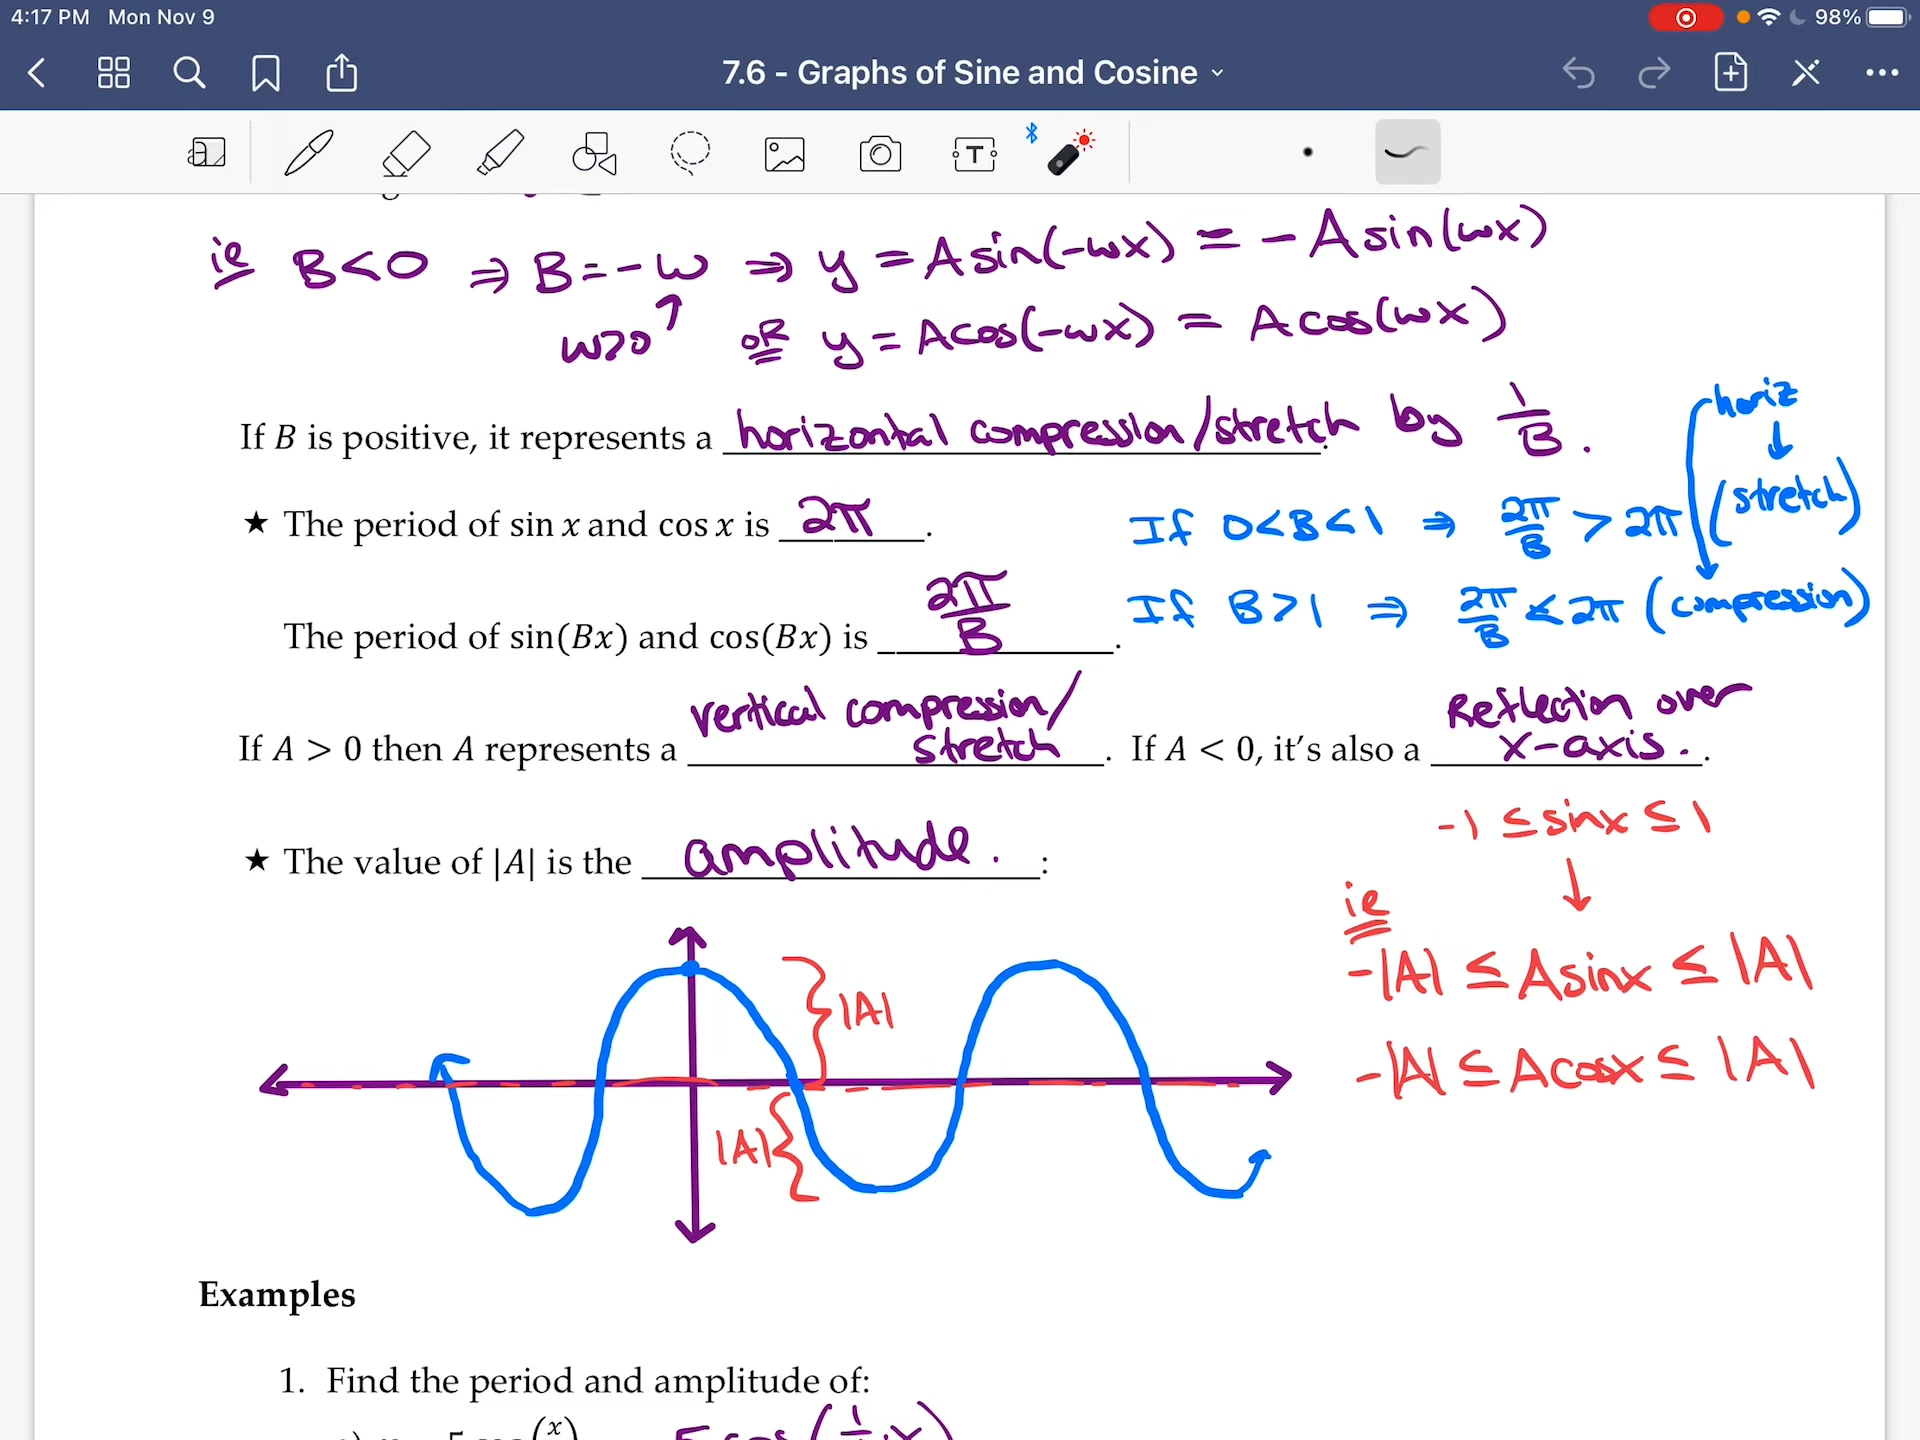 4:17 PM Mon Nov 9 98%
7.6 - Graphs of Sine and Cosine
ie B<0 ⇒ B=-w ⇒ y = Asin(-wx) = -Asin(wx)
w>0 OR y = Acos(-wx) = Acos(wx)
If B is positive, it represents a horizontal compression/stretch by 1/B.
horiz
↓
(stretch)
★ The period of sin x and cos x is 2π.
If 0<B<1 ⇒ 2π/B > 2π
If B>1 ⇒ 2π/B < 2π (compression)
The period of sin(Bx) and cos(Bx) is 2π/B.
If A > 0 then A represents a vertical compression/stretch. If A < 0, it's also a Reflection over x-axis.
-1 ≤ sinx ≤ 1
↓
★ The value of |A| is the amplitude. :
ie
-|A| ≤ Asinx ≤ |A|
-|A| ≤ Acosx ≤ |A|
|A|
|A|
Examples
1. Find the period and amplitude of: